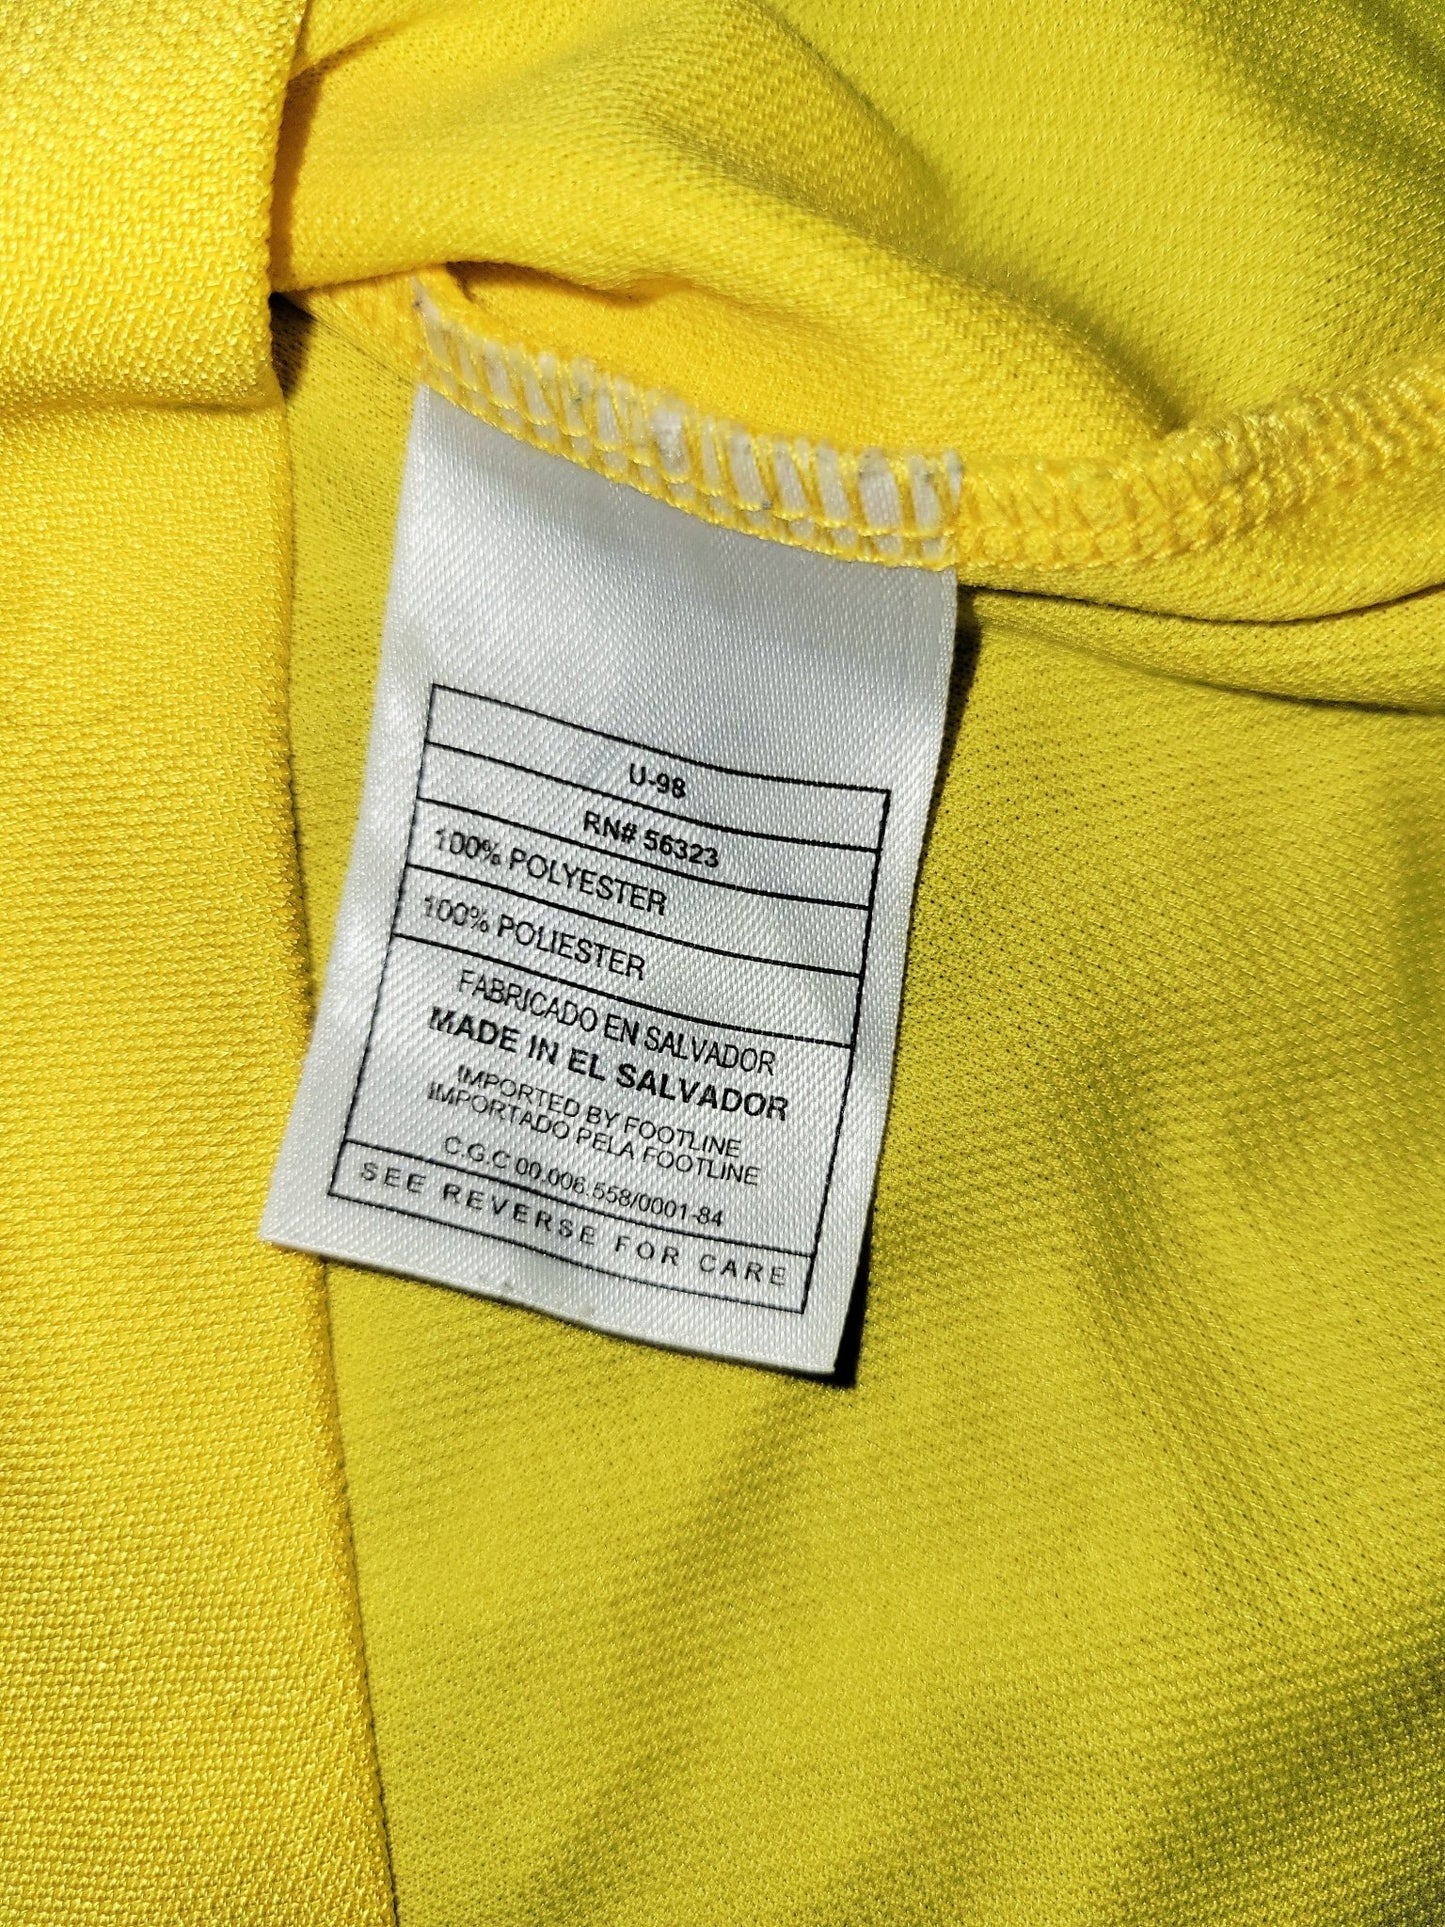 U-98
RN# 56323
100% POLYESTER
100% POLIESTER
FABRICADO EN SALVADOR
MADE IN EL SALVADOR
IMPORTED BY FOOTLINE
IMPORTADO PELA FOOTLINE
C.G.C 00.006.558/0001-84
SEE REVERSE FOR CARE